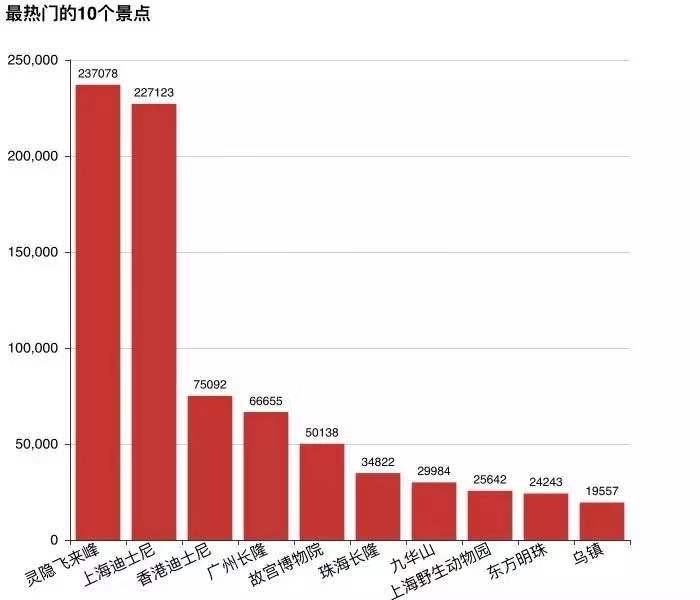 最热门的10个景点
250,000
200,000
150,000
100,000
50,000
0
237078
227123
75092
66655
50138
34822
29984
25642
24243
19557
灵隐飞来峰
上海迪士尼
香港迪士尼
广州长隆
故宫博物院
珠海长隆
九华山
上海野生动物园
东方明珠
乌镇